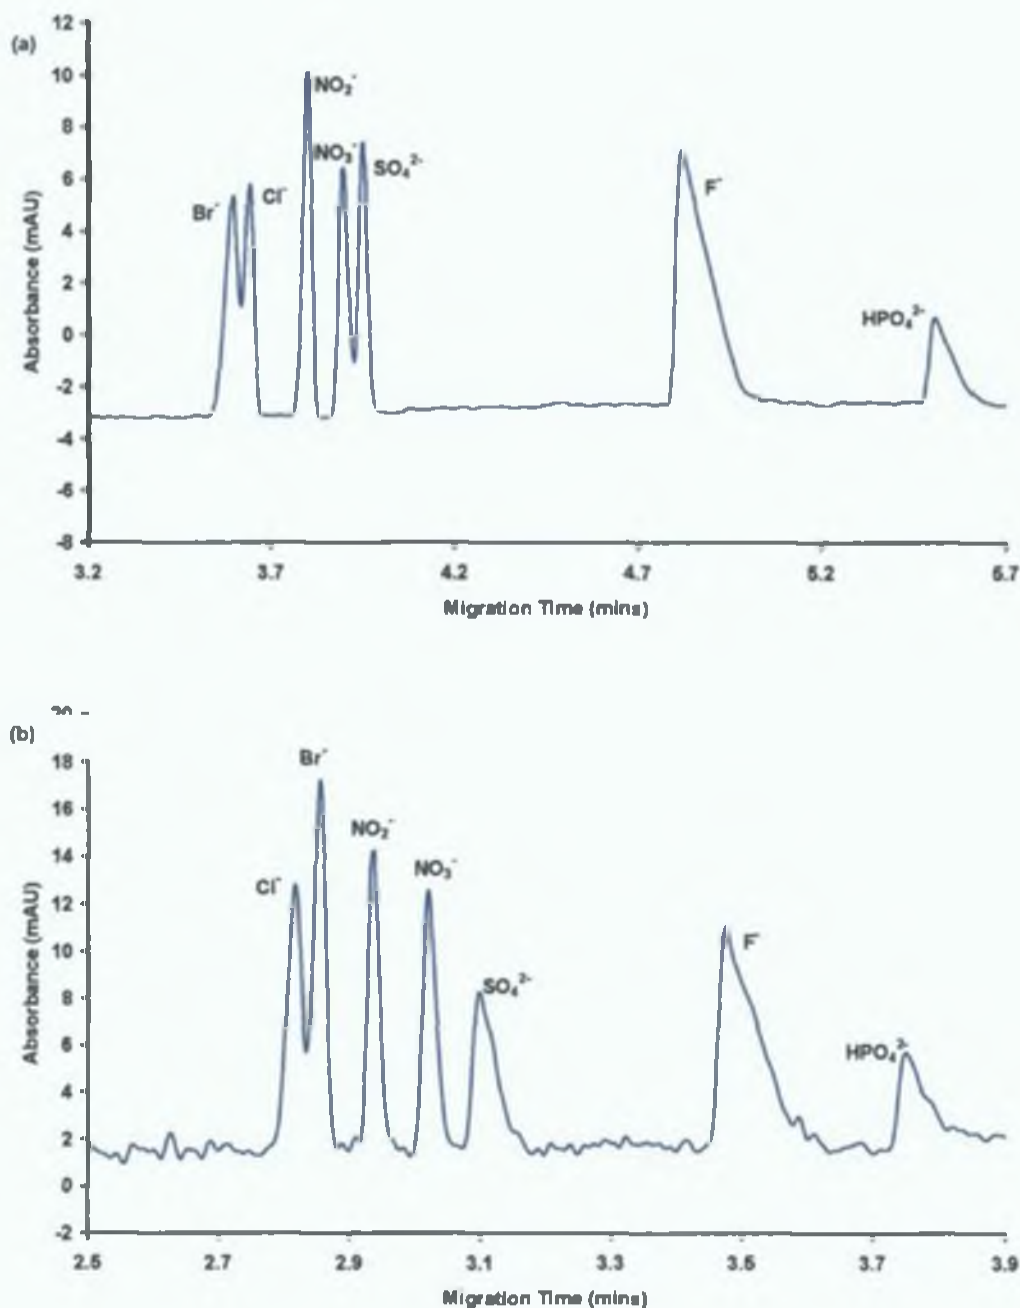 (a)
12
10
8
6
4
2
0
-2
-4
-6
-8
Absorbance (mAU)
Br⁻
Cl⁻
NO₂⁻
NO₃⁻
SO₄²⁻
F⁻
HPO₄²⁻
3.2 3.7 4.2 4.7 5.2 5.7
Migration Time (mins)
(b)
20
18
16
14
12
10
8
6
4
2
0
-2
Absorbance (mAU)
Cl⁻
Br⁻
NO₂⁻
NO₃⁻
SO₄²⁻
F⁻
HPO₄²⁻
2.5 2.7 2.9 3.1 3.3 3.5 3.7 3.9
Migration Time (mins)